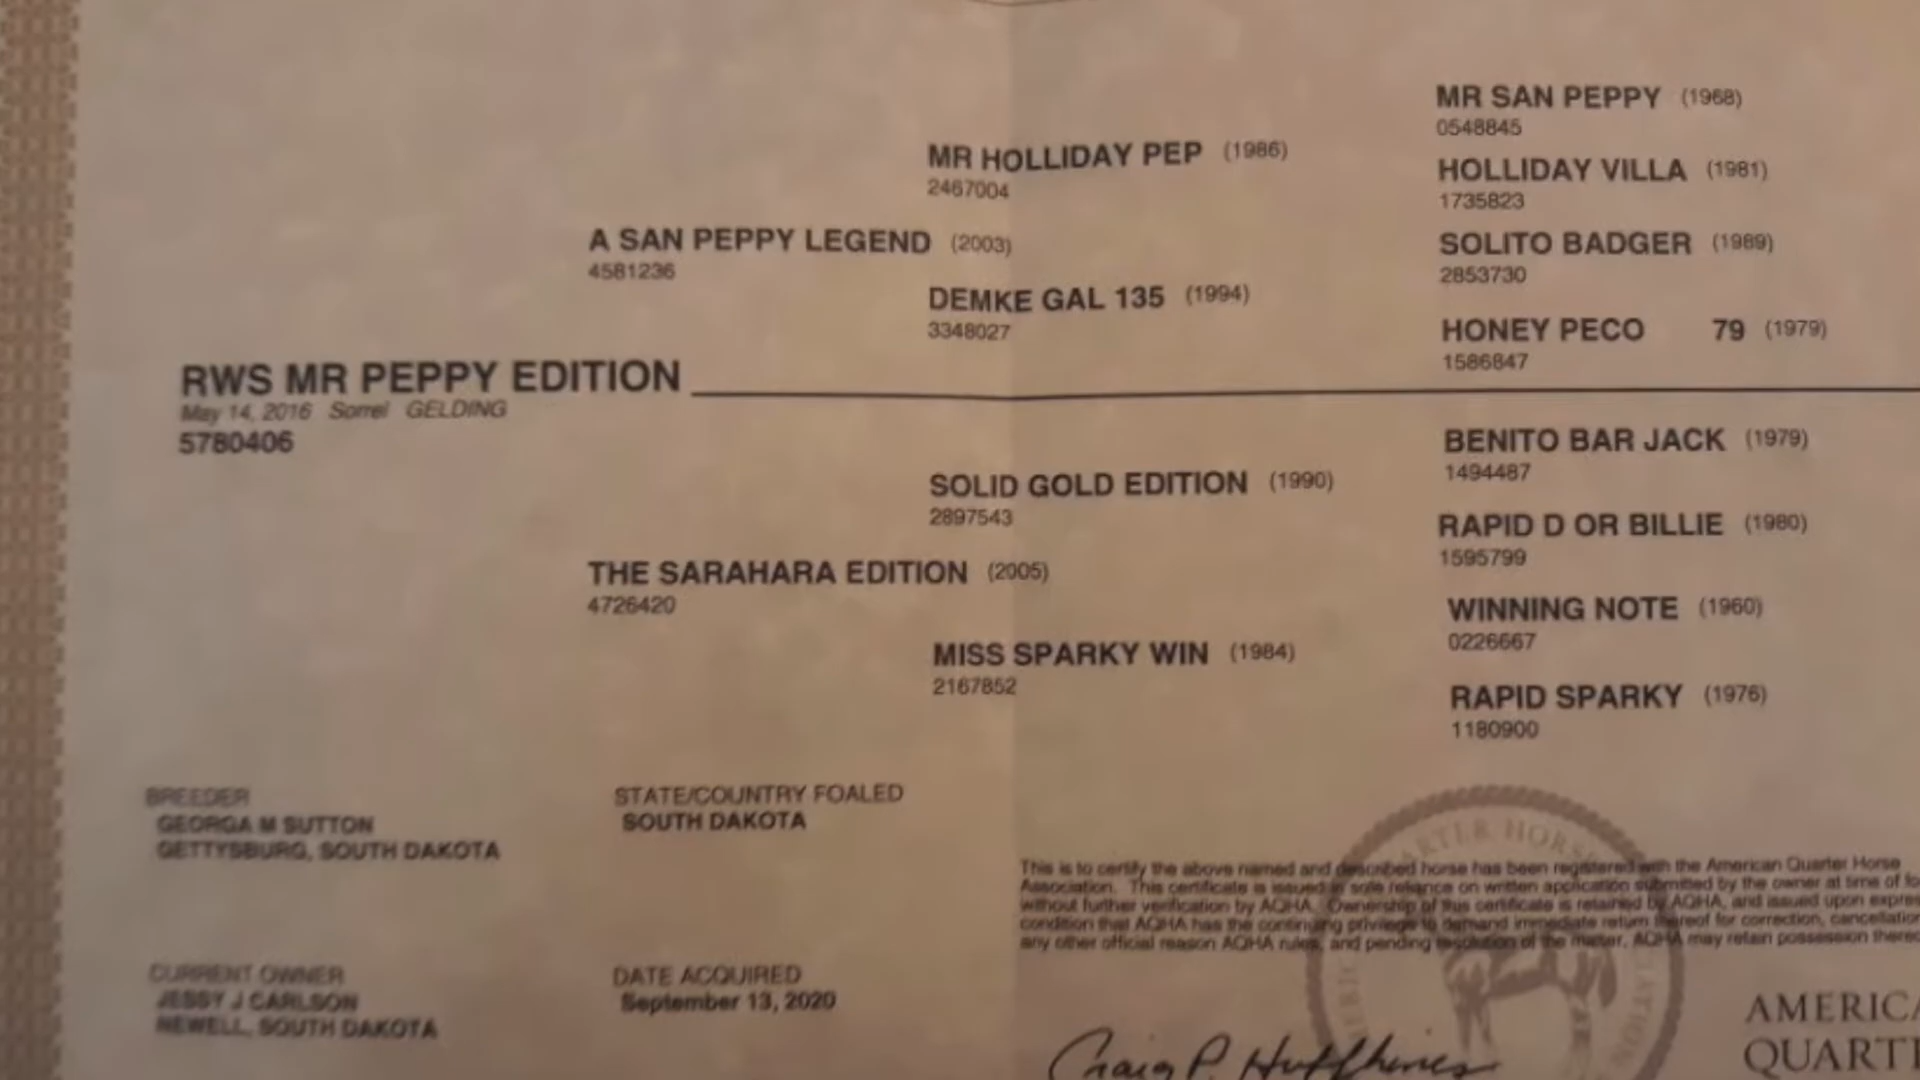 MR SAN PEPPY (1968)
0548845
MR HOLLIDAY PEP (1986)
2467004
HOLLIDAY VILLA (1981)
1735823
A SAN PEPPY LEGEND (2003)
4581236
SOLITO BADGER (1989)
2853730
DEMKE GAL 135 (1994)
3348027
HONEY PECO 79 (1979)
1586847
RWS MR PEPPY EDITION
May 14, 2016 Sorrel GELDING
5780406
BENITO BAR JACK (1979)
1494487
SOLID GOLD EDITION (1990)
2897543
RAPID D OR BILLIE (1980)
1595799
THE SARAHARA EDITION (2005)
4726420
WINNING NOTE (1960)
0226667
MISS SPARKY WIN (1984)
2167852
RAPID SPARKY (1976)
1180900
BREEDER
GEORGA M SUTTON
GETTYSBURG, SOUTH DAKOTA
STATE/COUNTRY FOALED
SOUTH DAKOTA
This is to certify the above named and described horse has been registered with the American Quarter Horse
Association. This certificate is issued in sole reliance on written application submitted by the owner at time of fo
without further verification by AQHA. Ownership of this certificate is retained by AQHA, and issued upon expres
condition that AQHA has the continuing privilege to demand immediate return thereof for correction, cancellation
any other official reason AQHA rules, and pending resolution of the matter, AQHA may retain possession thereo
CURRENT OWNER
JESSY J CARLSON
NEWELL, SOUTH DAKOTA
DATE ACQUIRED
September 13, 2020
Craig P. Huffhines
AMERICA
QUARTE